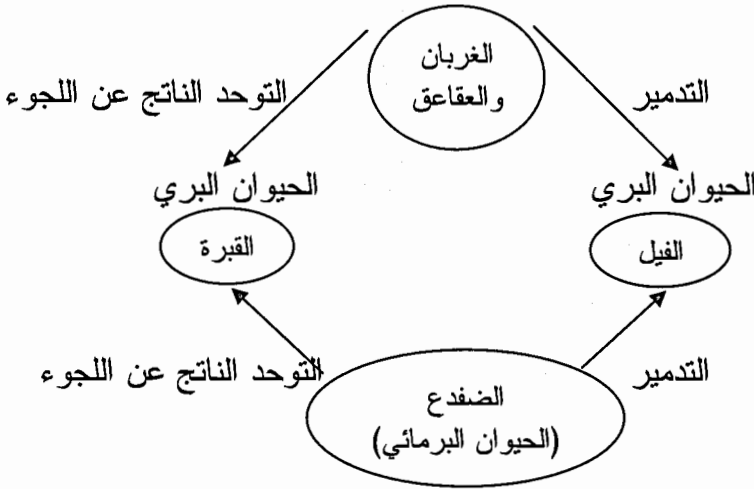 الغربان
والعقاعق
التدمير
التوحد الناتج عن اللجوء
الحيوان البري
الحيوان البري
الفيل
القبرة
التدمير
التوحد الناتج عن اللجوء
الضفدع
(الحيوان البرمائي)